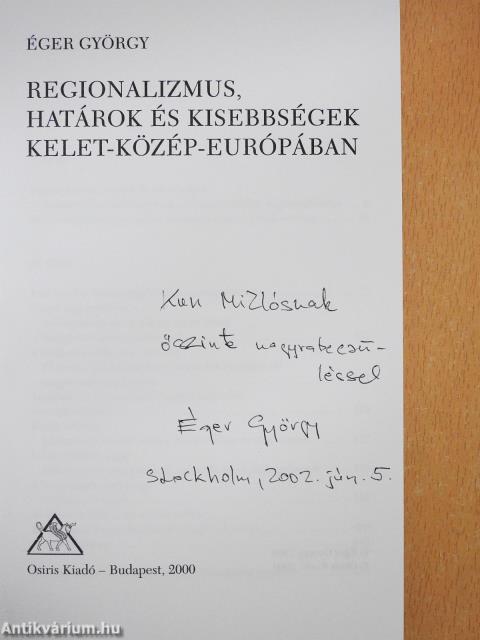 ÉGER GYÖRGY
REGIONALIZMUS,
HATÁROK ÉS KISEBBSÉGEK
KELET-KÖZÉP-EURÓPÁBAN
Kun Miklósnak
őszinte nagyrabecsü-
léssel
Éger György
Stockholm, 2002. jún. 5.
Osiris Kiadó – Budapest, 2000
Antikvárium.hu